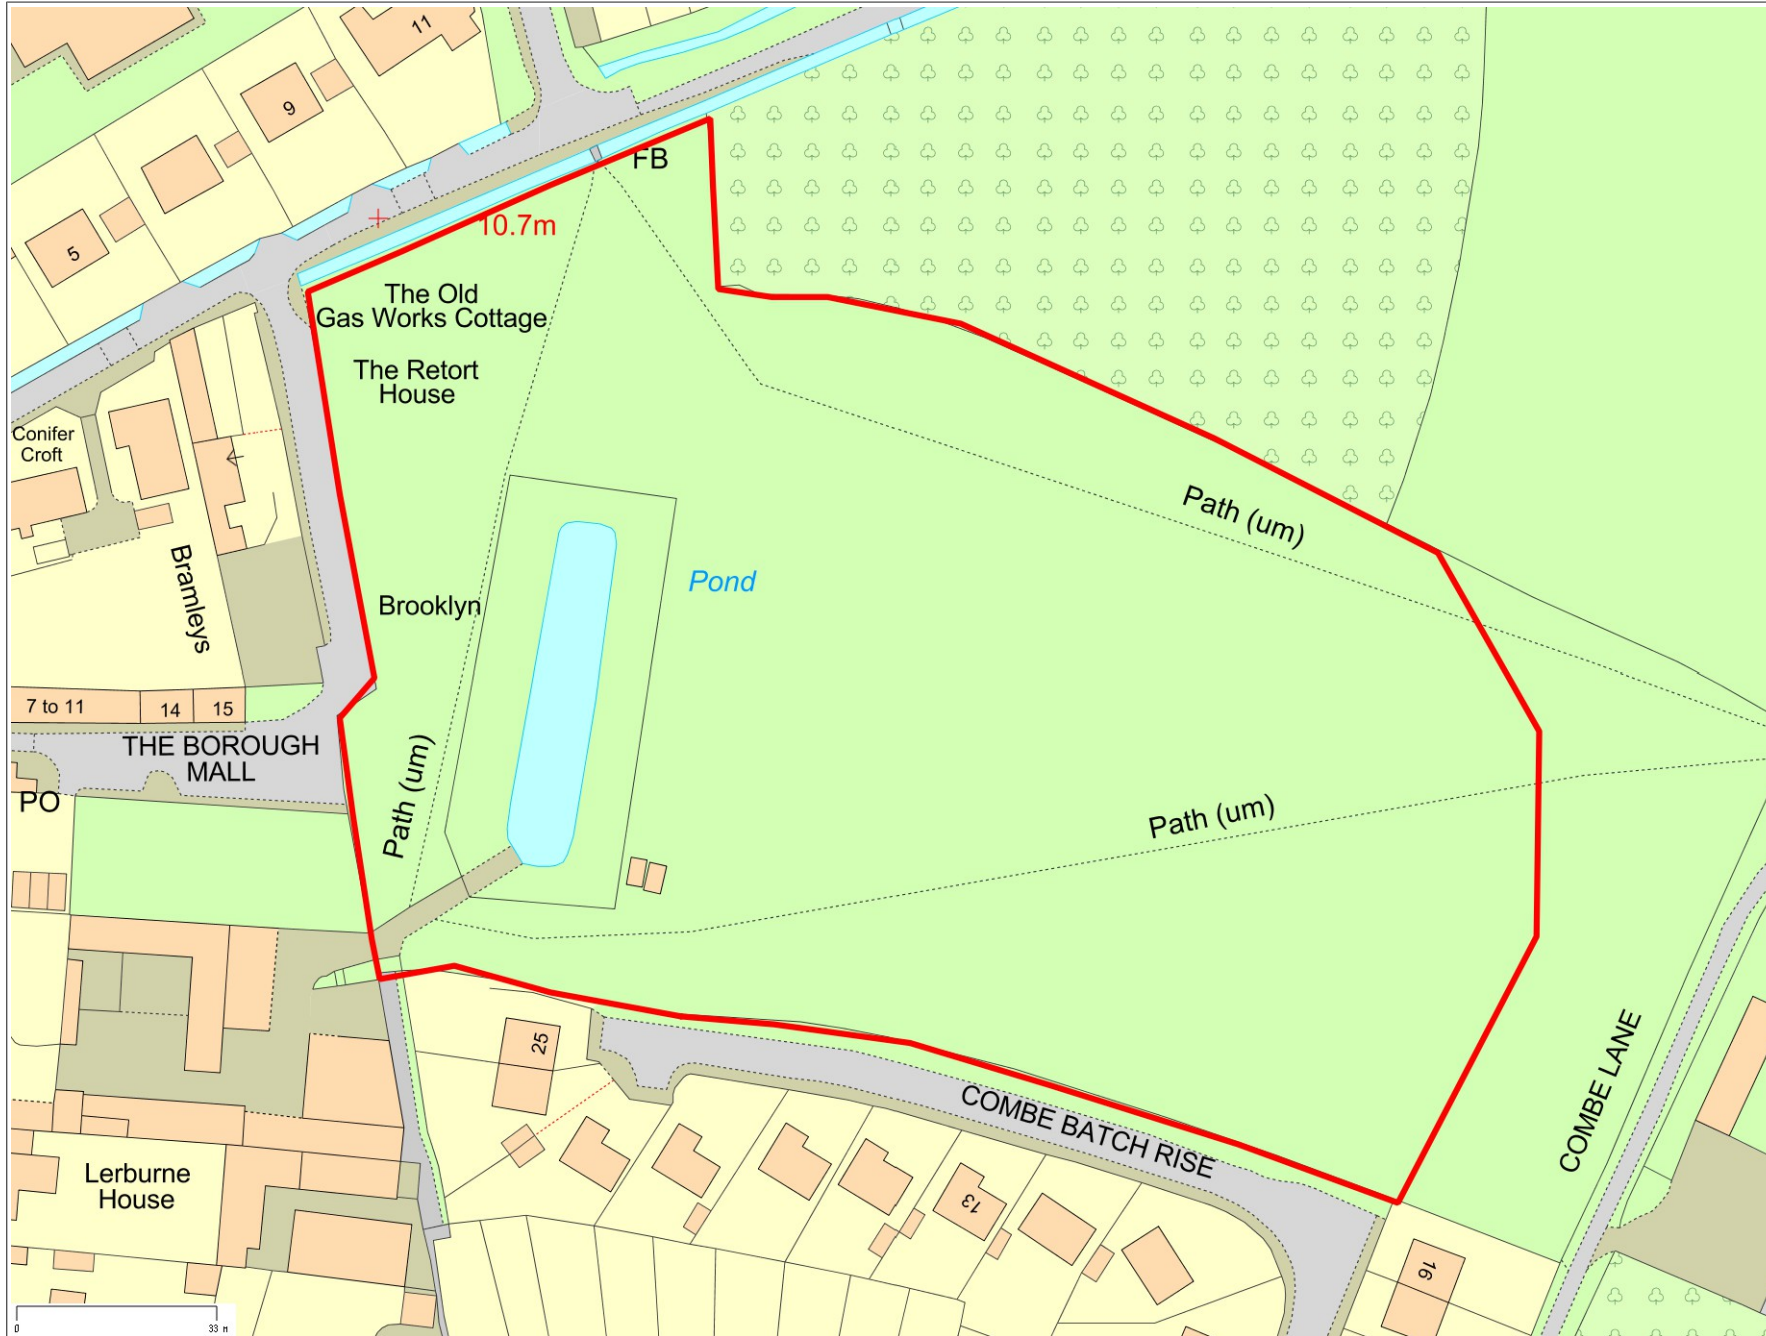 11
9
5
FB
10.7m
The Old
Gas Works Cottage
The Retort
House
Conifer
Croft
Bramleys
Path (um)
Pond
Brooklyn
7 to 11
14
15
THE BOROUGH
MALL
PO
Path (um)
Path (um)
25
COMBE BATCH RISE
COMBE LANE
Lerburne
House
13
16
0
33 m